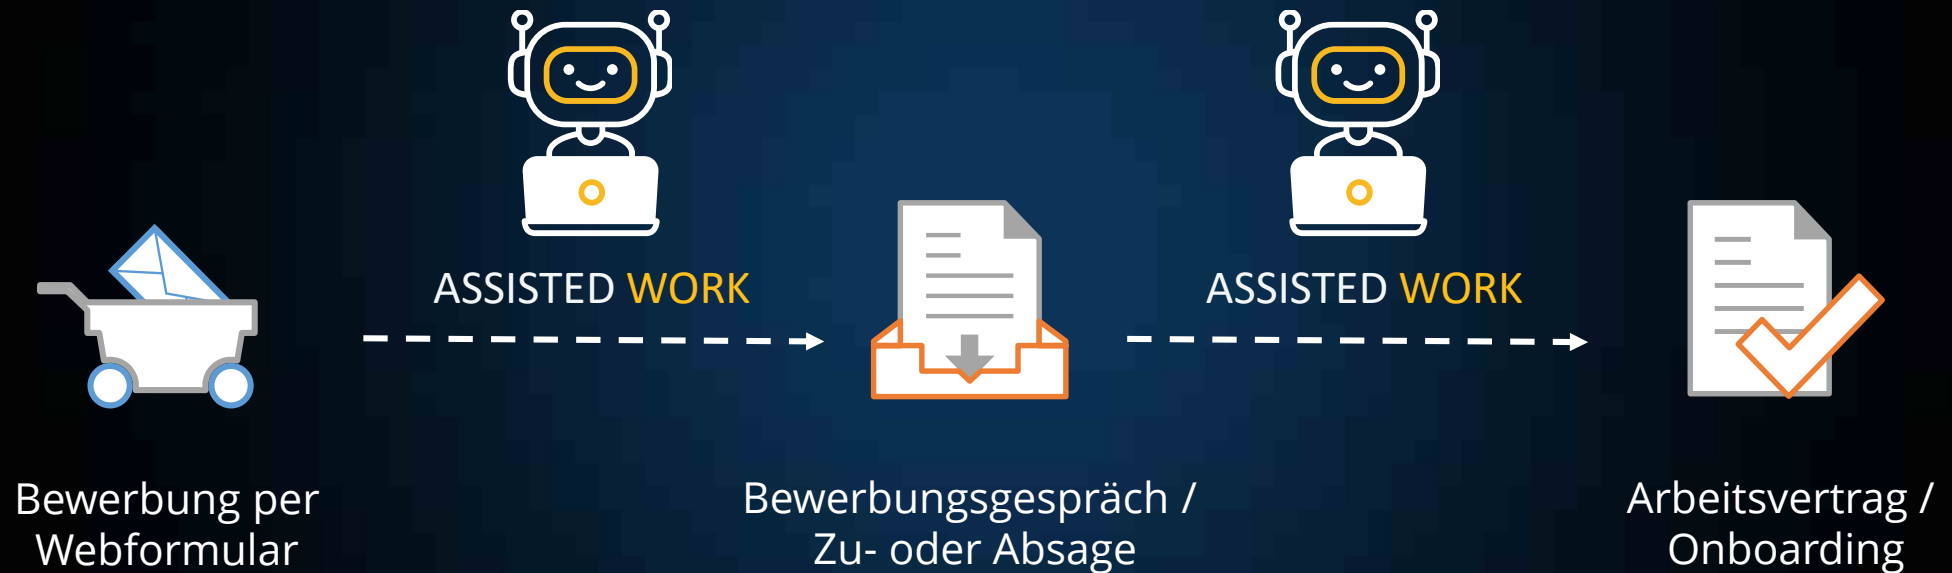 ASSISTED WORK
ASSISTED WORK
Bewerbung per
Webformular
Bewerbungsgespräch /
Zu- oder Absage
Arbeitsvertrag /
Onboarding